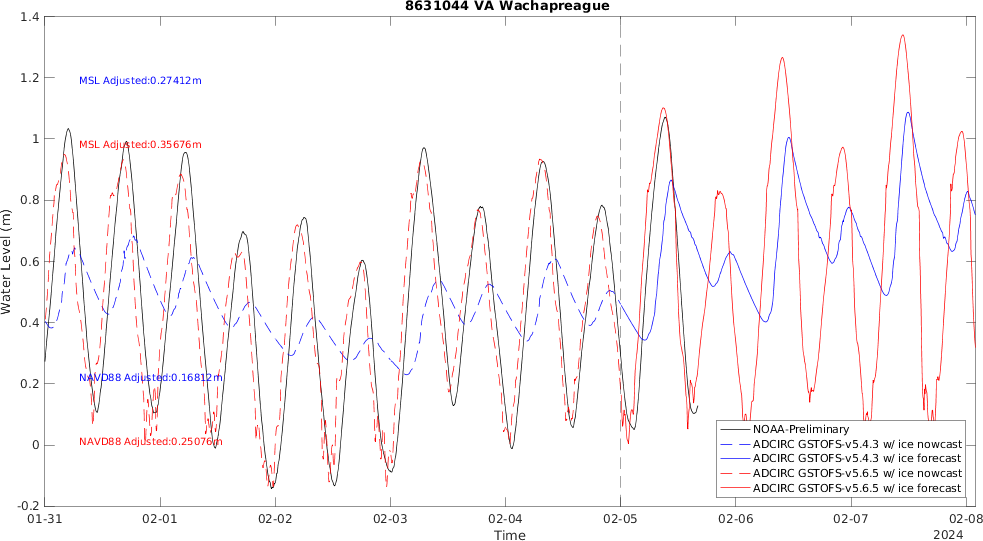 8631044 VA Wachapreague
1.4
1.2
1
0.8
0.6
0.4
0.2
0
-0.2
Water Level (m)
MSL Adjusted:0.27412m
MSL Adjusted:0.35676m
NAVD88 Adjusted:0.16812m
NAVD88 Adjusted:0.25076m
NOAA-Preliminary
ADCIRC GSTOFS-v5.4.3 w/ ice nowcast
ADCIRC GSTOFS-v5.4.3 w/ ice forecast
ADCIRC GSTOFS-v5.6.5 w/ ice nowcast
ADCIRC GSTOFS-v5.6.5 w/ ice forecast
01-31 02-01 02-02 02-03 02-04 02-05 02-06 02-07 02-08
Time
2024